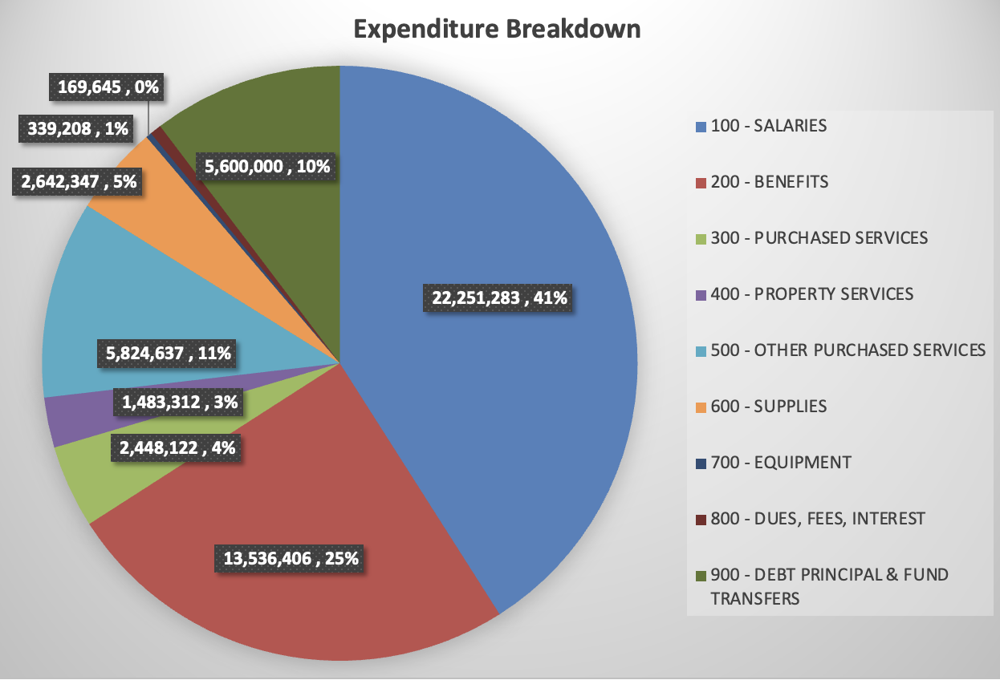 Expenditure Breakdown
169,645 , 0%
339,208 , 1%
2,642,347 , 5%
5,600,000 , 10%
22,251,283 , 41%
5,824,637 , 11%
1,483,312 , 3%
2,448,122 , 4%
13,536,406 , 25%
100 - SALARIES
200 - BENEFITS
300 - PURCHASED SERVICES
400 - PROPERTY SERVICES
500 - OTHER PURCHASED SERVICES
600 - SUPPLIES
700 - EQUIPMENT
800 - DUES, FEES, INTEREST
900 - DEBT PRINCIPAL & FUND
TRANSFERS